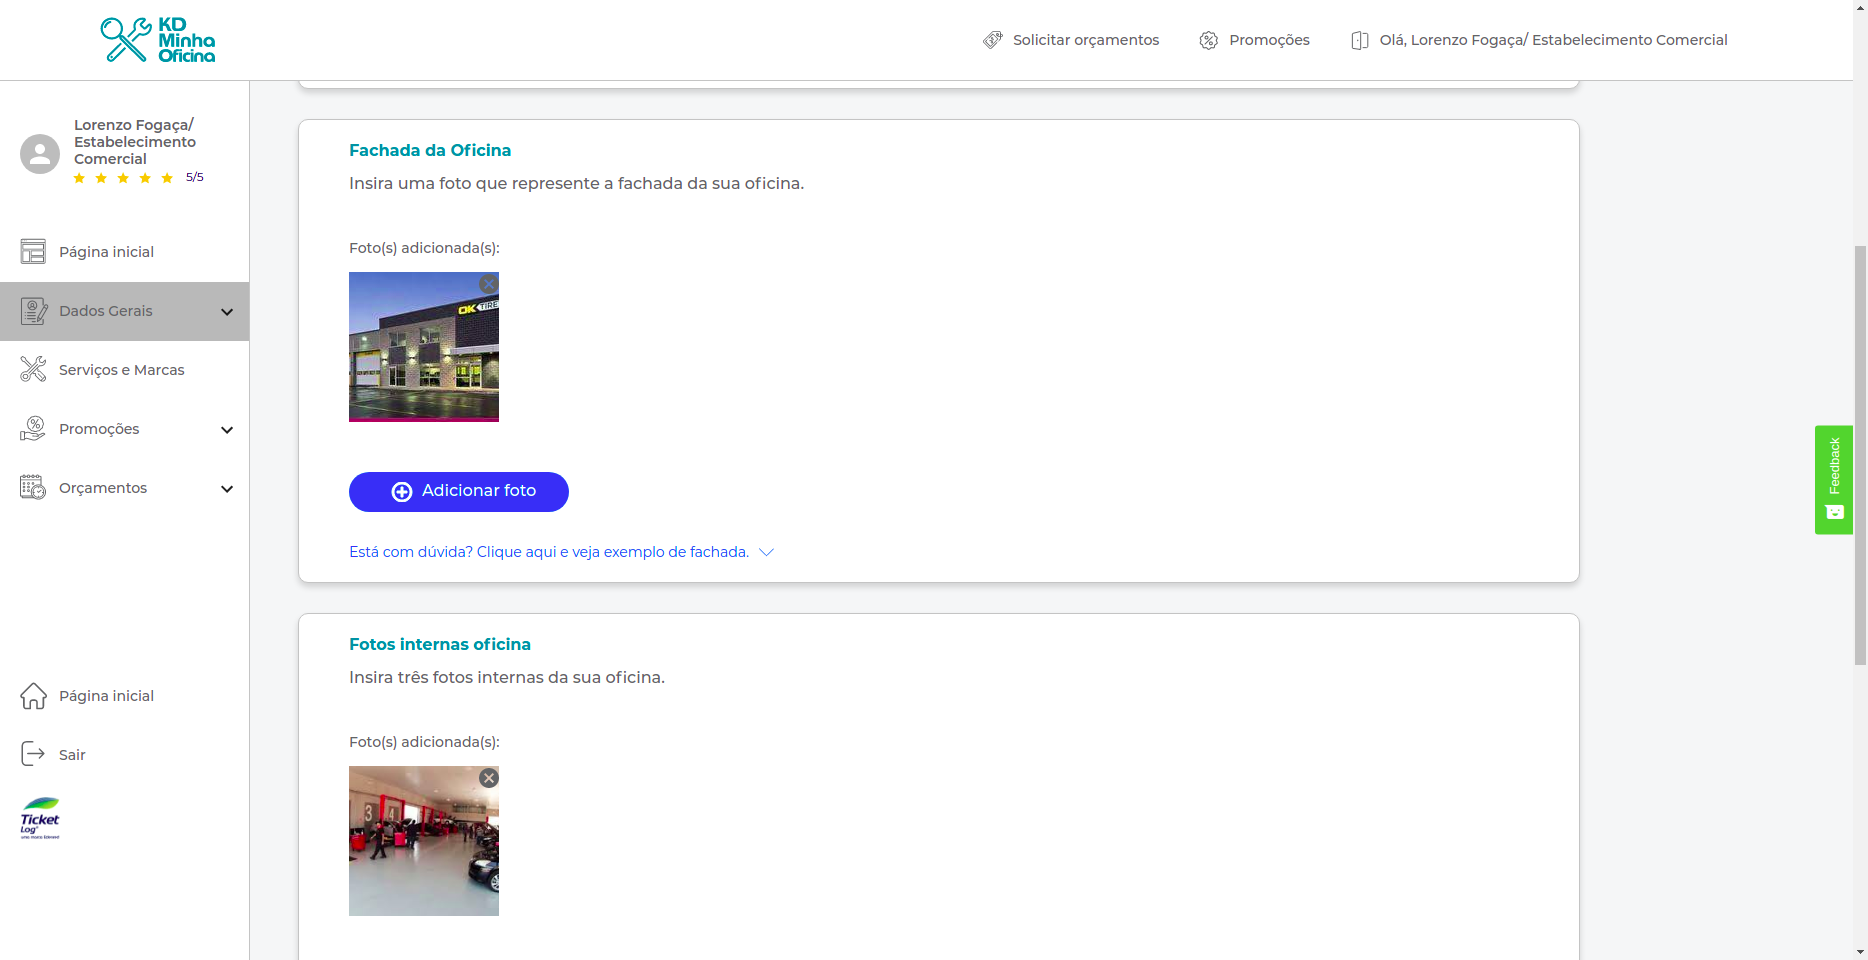 KD
Minha
Oficina
Solicitar orçamentos
Promoções
Olá, Lorenzo Fogaça/ Estabelecimento Comercial
Lorenzo Fogaça/
Estabelecimento
Comercial
5/5
Página inicial
Dados Gerais
Serviços e Marcas
Promoções
Orçamentos
Página inicial
Sair
Ticket
Log
Fachada da Oficina
Insira uma foto que represente a fachada da sua oficina.
Foto(s) adicionada(s):
OK TIRE
Adicionar foto
Está com dúvida? Clique aqui e veja exemplo de fachada.
Fotos internas oficina
Insira três fotos internas da sua oficina.
Foto(s) adicionada(s):
3 4
Feedback